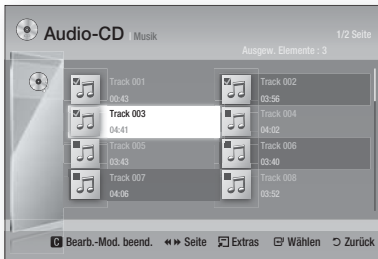 Audio-CD | Musik
1/2 Seite
Ausgew. Elemente : 3
Track 001
00:43
Track 002
03:56
Track 003
04:41
Track 004
04:02
Track 005
03:43
Track 006
03:40
Track 007
04:06
Track 008
03:52
C Bearb.-Mod. beend. Seite Extras Wählen Zurück